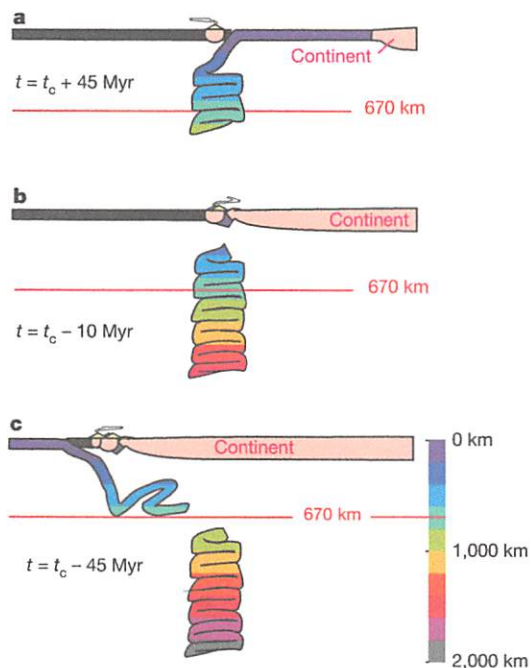 a
Continent
t = tc + 45 Myr
670 km
b
Continent
670 km
t = tc − 10 Myr
c
Continent
0 km
670 km
t = tc − 45 Myr
1,000 km
2,000 km